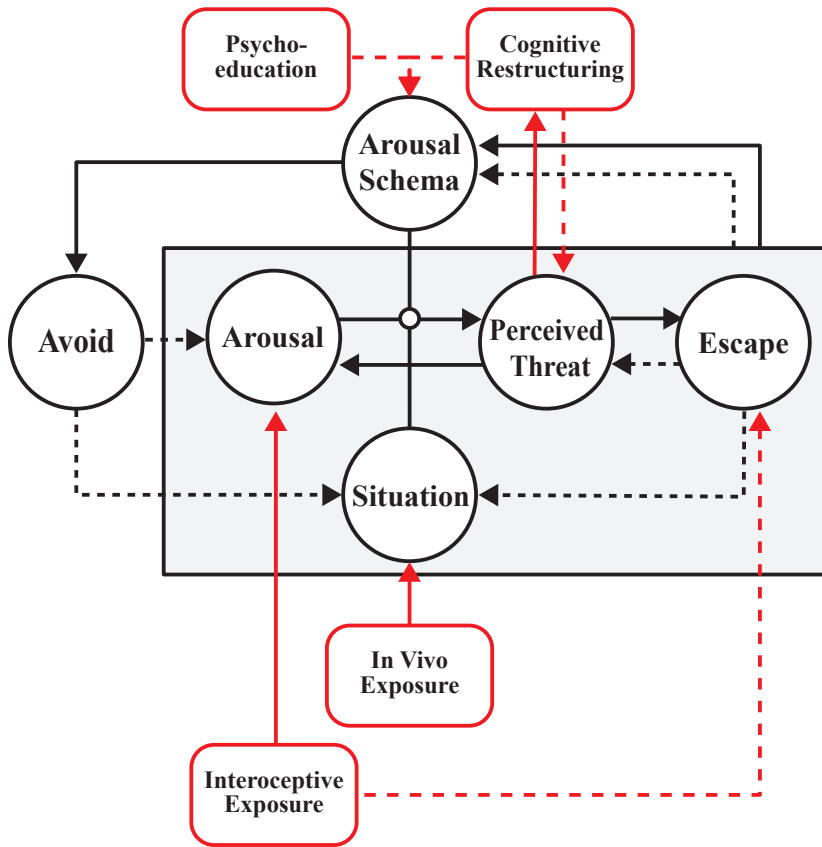 Psycho-
education
Cognitive
Restructuring
Arousal
Schema
Avoid
Arousal
Perceived
Threat
Escape
Situation
In Vivo
Exposure
Interoceptive
Exposure